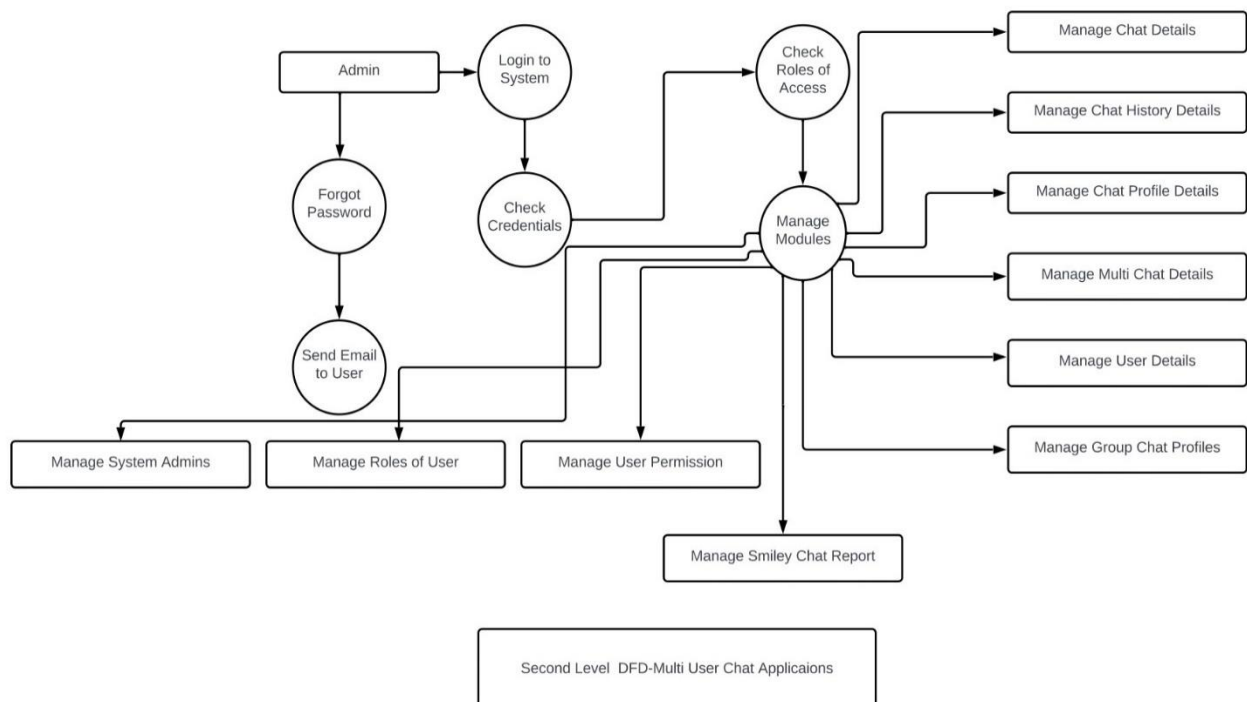 Admin
Login to
System
Check
Roles of
Access
Manage Chat Details
Manage Chat History Details
Forgot
Password
Check
Credentials
Manage
Modules
Manage Chat Profile Details
Manage Multi Chat Details
Send Email
to User
Manage User Details
Manage System Admins
Manage Roles of User
Manage User Permission
Manage Group Chat Profiles
Manage Smiley Chat Report
Second Level  DFD-Multi User Chat Applicaions